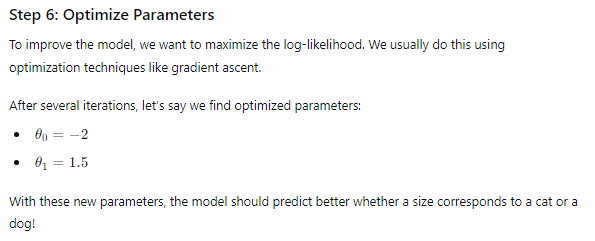 Step 6: Optimize Parameters
To improve the model, we want to maximize the log-likelihood. We usually do this using
optimization techniques like gradient ascent.
After several iterations, let's say we find optimized parameters:
• θ₀ = −2
• θ₁ = 1.5
With these new parameters, the model should predict better whether a size corresponds to a cat or a
dog!